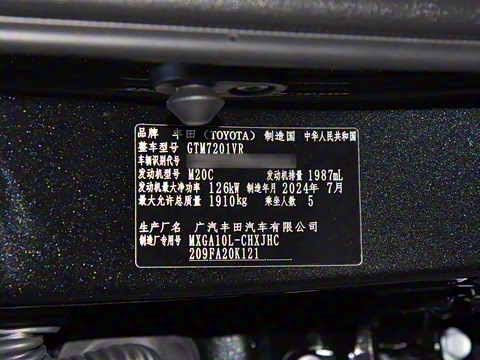 品牌 丰田 (TOYOTA) 制造国 中华人民共和国
整车型号 GTM7201VR
车辆识别代号
发动机型号 M20C 发动机排量 1987mL
发动机最大净功率 126kW 制造年月 2024年 7月
最大允许总质量 1910kg 乘坐人数 5
生产厂名 广汽丰田汽车有限公司
制造厂专用号 MXGA10L-CHXJHC
209FA20K121